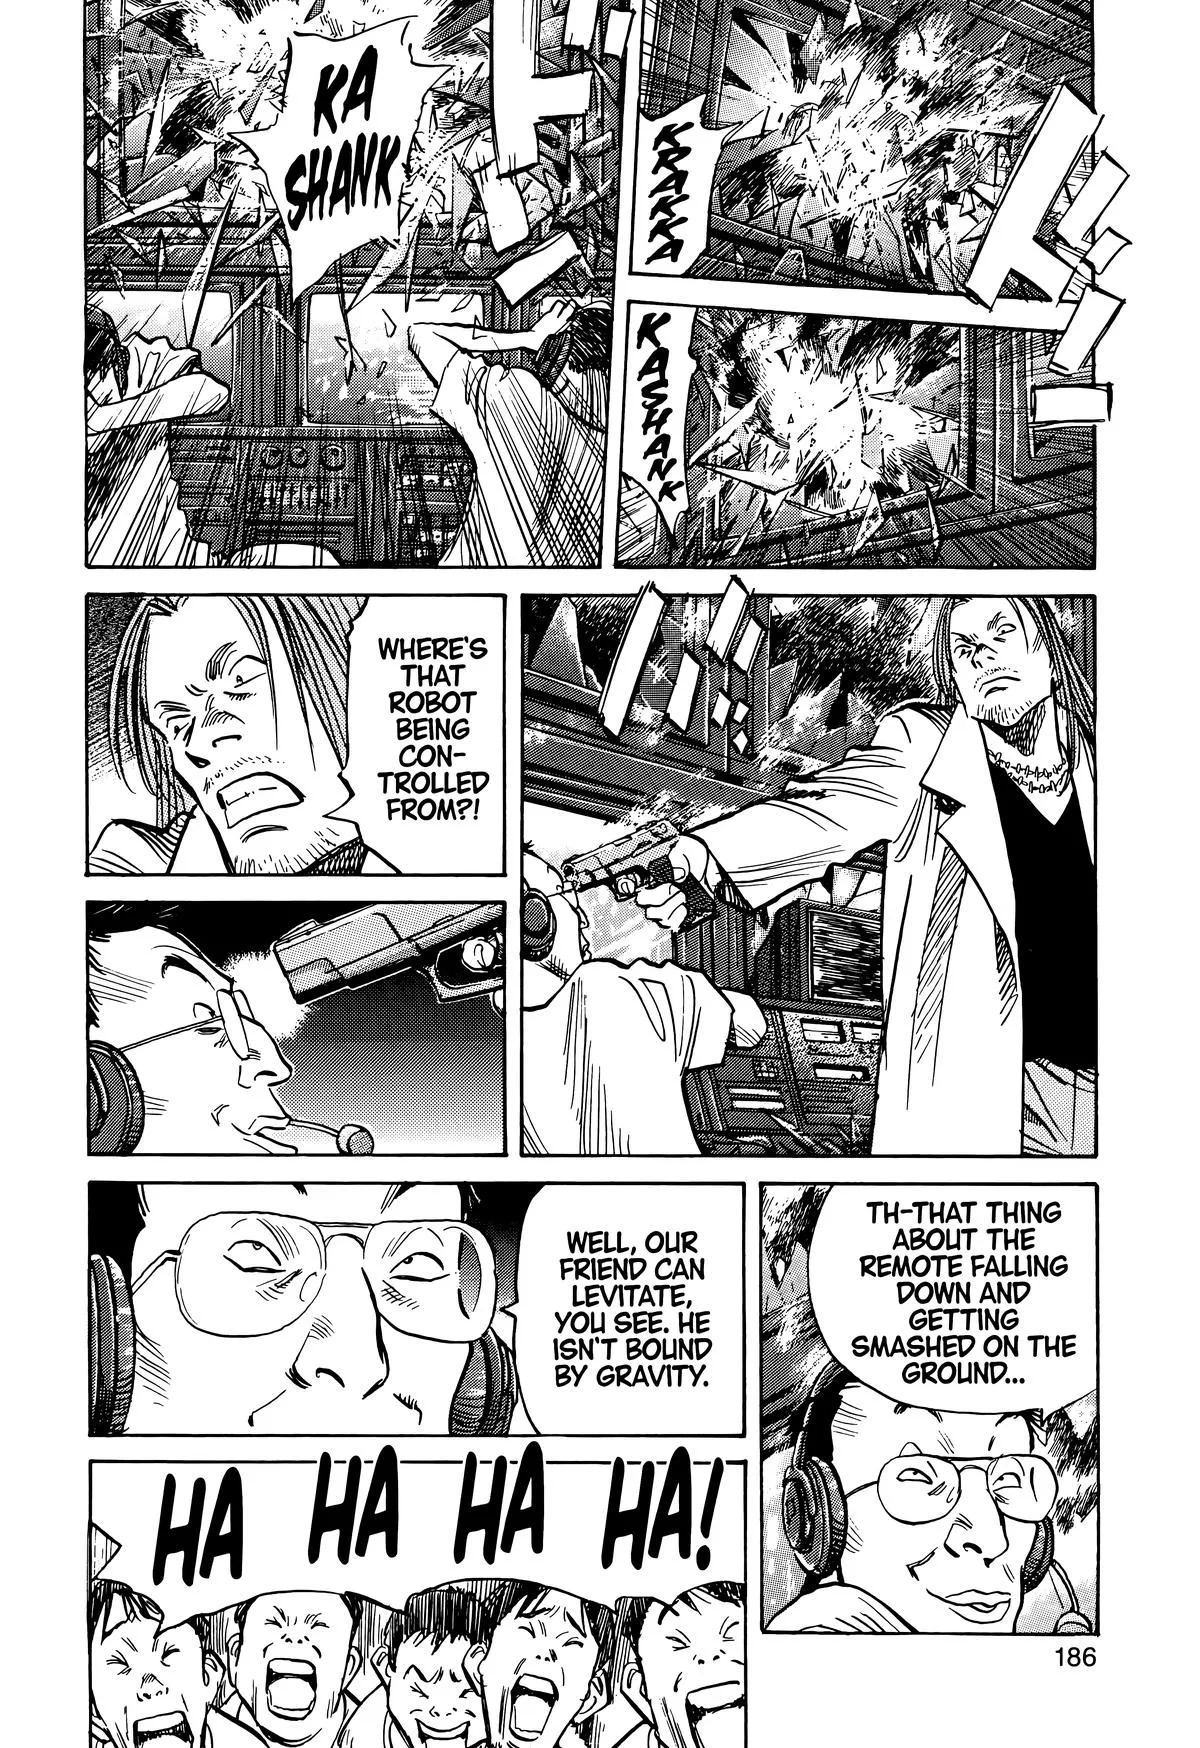 KRAKKA
KASHANK
KA
SHANK
WHERE'S
THAT
ROBOT
BEING
CON-
TROLLED
FROM?!
TH-THAT THING
ABOUT THE
REMOTE FALLING
DOWN AND
GETTING
SMASHED ON THE
GROUND...
WELL, OUR
FRIEND CAN
LEVITATE,
YOU SEE. HE
ISN'T BOUND
BY GRAVITY.
HA HA HA HA!
186